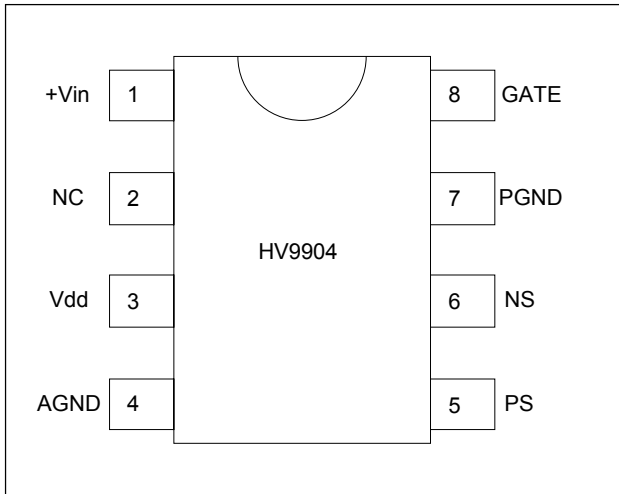 +Vin 1 8 GATE
NC 2 7 PGND
HV9904
Vdd 3 6 NS
AGND 4 5 PS